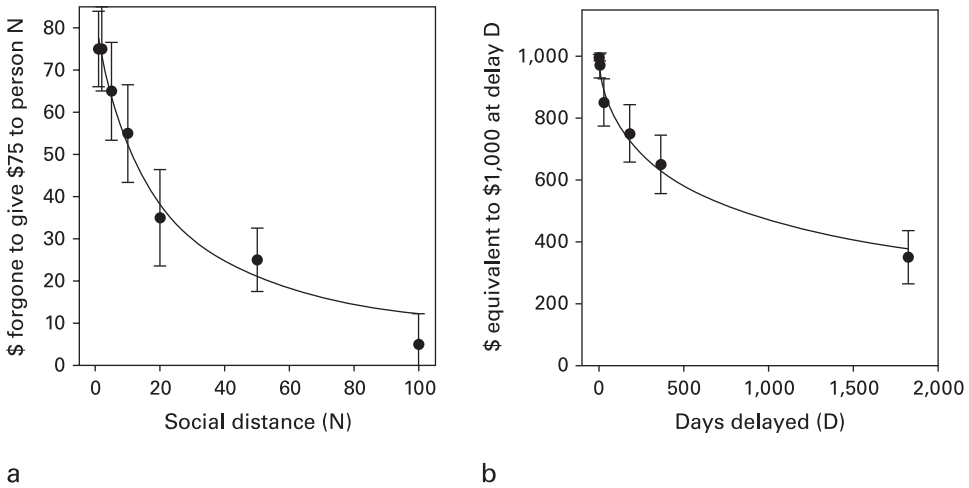 $ forgone to give $75 to person N
80
70
60
50
40
30
20
10
0
0 20 40 60 80 100
Social distance (N)
a
$ equivalent to $1,000 at delay D
1,000
800
600
400
200
0
0 500 1,000 1,500 2,000
Days delayed (D)
b